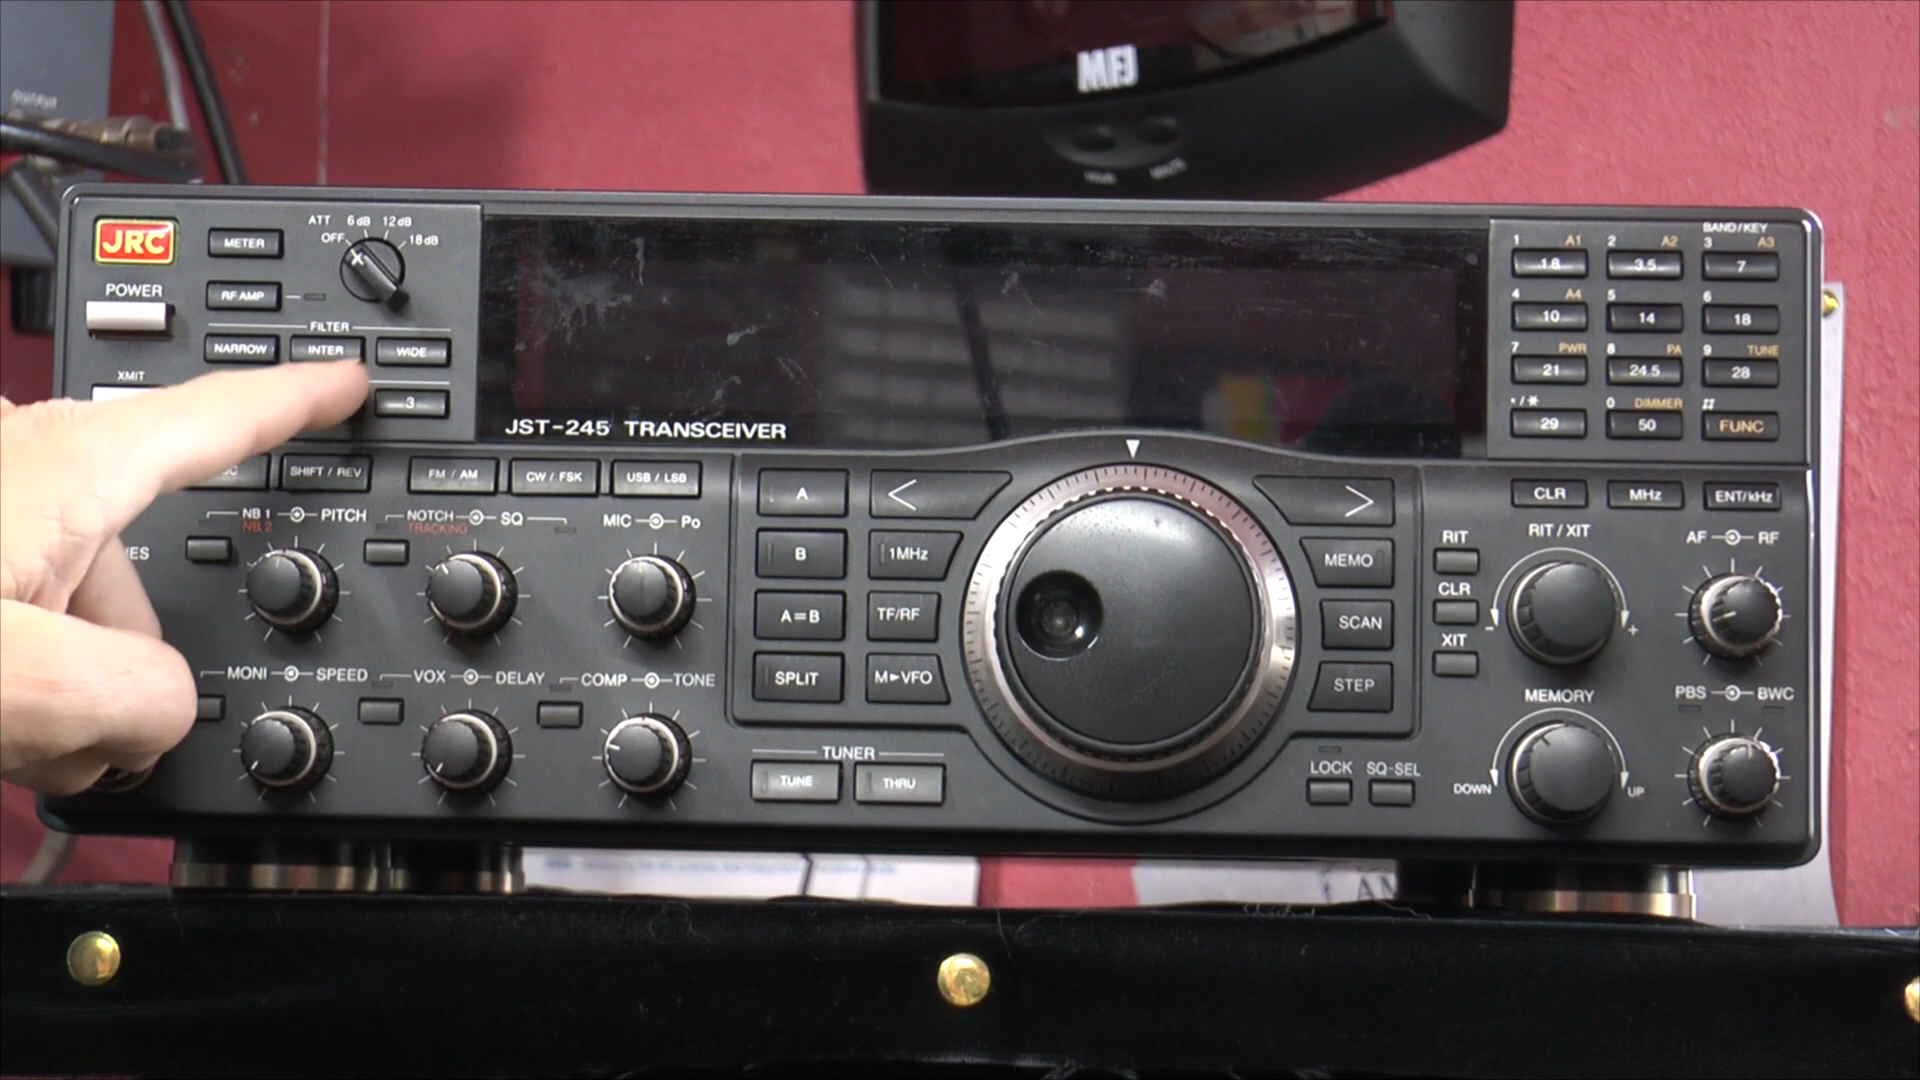 MFJ
JRC
POWER
XMIT
METER
RF AMP
ATT 6dB 12dB
OFF 18dB
FILTER
NARROW INTER WIDE
3
JST-245 TRANSCEIVER
BAND/KEY
1 A1 2 A2 3 A3
1.8 3.5 7
4 A4 5 6
10 14 18
7 PWR 8 PA 9 TUNE
21 24.5 28
·/* 0 DIMMER #
29 50 FUNC
SHIFT / REV FM / AM CW / FSK USB / LSB
NB 1 PITCH
NB 2
NOTCH SQ
TRACKING
MIC Po
MONI SPEED
VOX DELAY
COMP TONE
A
B
A=B
SPLIT
<
1MHz
TF/RF
M►VFO
TUNER
TUNE THRU
>
MEMO
SCAN
STEP
LOCK SQ-SEL
CLR MHz ENT/kHz
RIT
CLR
XIT
RIT / XIT
- +
AF RF
MEMORY
DOWN UP
PBS BWC